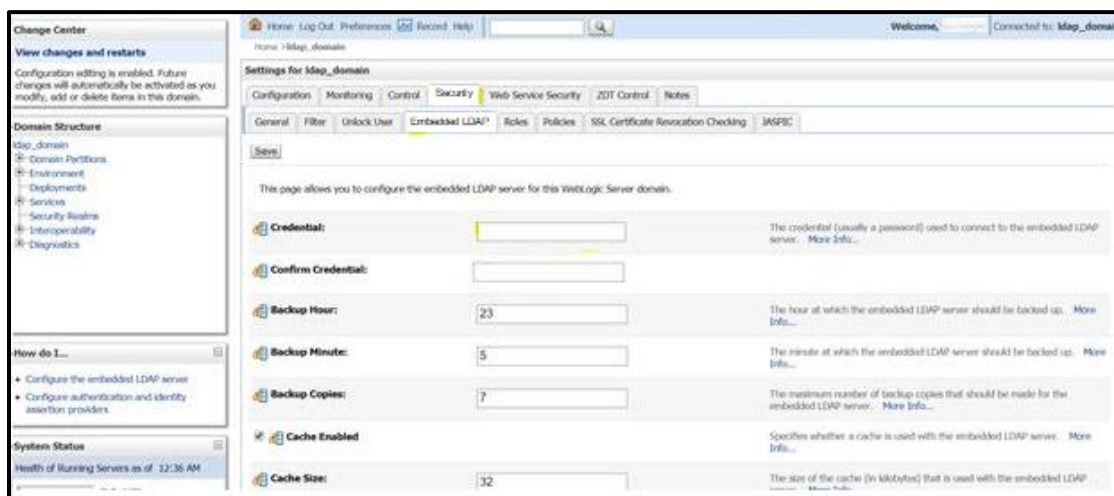 Change Center
View changes and restarts
Configuration editing is enabled. Future
changes will automatically be activated as you
modify, add or delete items in this domain.
Domain Structure
ldap_domain
Domain Partitions
Environment
Deployments
Services
Security Realms
Interoperability
Diagnostics
How do I...
Configure the embedded LDAP server
Configure authentication and identity
assertion providers
System Status
Health of Running Servers as of 12:36 AM
Home Log Out Preferences Record Help
Welcome,
Connected to: ldap_domai
Home >ldap_domain
Settings for ldap_domain
Configuration Monitoring Control Security Web Service Security ZDT Control Notes
General Filter Unlock User Embedded LDAP Roles Policies SSL Certificate Revocation Checking JASPIC
Save
This page allows you to configure the embedded LDAP server for this WebLogic Server domain.
Credential:
The credential (usually a password) used to connect to the embedded LDAP
server. More Info...
Confirm Credential:
Backup Hour:
23
The hour at which the embedded LDAP server should be backed up. More
Info...
Backup Minute:
5
The minute at which the embedded LDAP server should be backed up. More
Info...
Backup Copies:
7
The maximum number of backup copies that should be made for the
embedded LDAP server. More Info...
Cache Enabled
Specifies whether a cache is used with the embedded LDAP server. More
Info...
Cache Size:
32
The size of the cache (in kilobytes) that is used with the embedded LDAP
server. More Info...